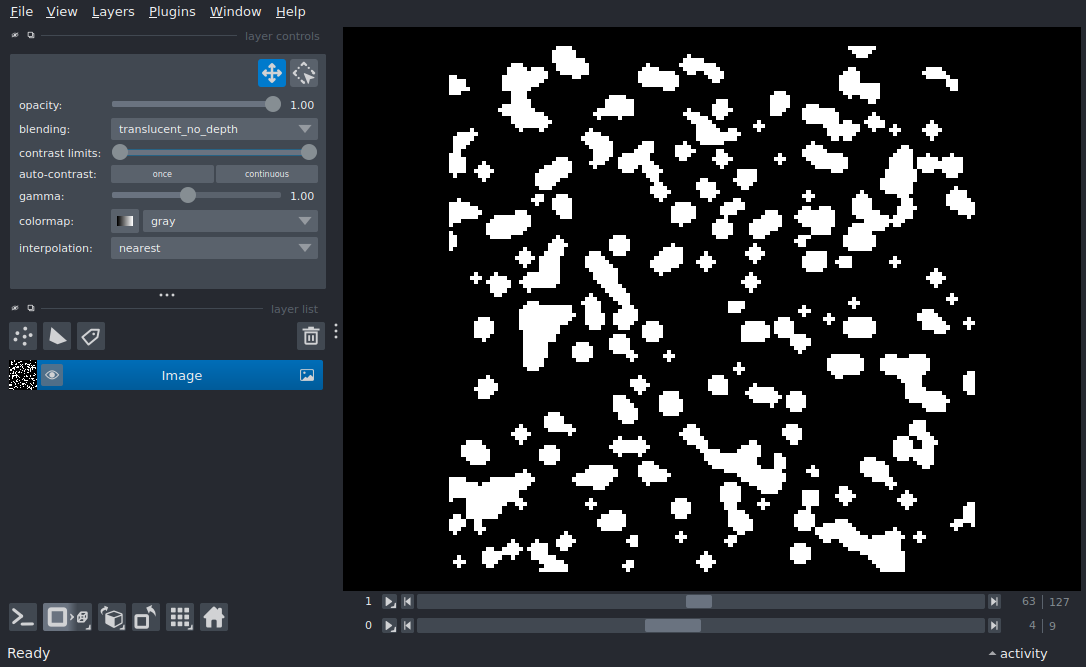 File View Layers Plugins Window Help
layer controls
opacity: 1.00
blending: translucent_no_depth
contrast limits:
auto-contrast: once continuous
gamma: 1.00
colormap: gray
interpolation: nearest
layer list
Image
1 63 127
0 4 9
Ready activity